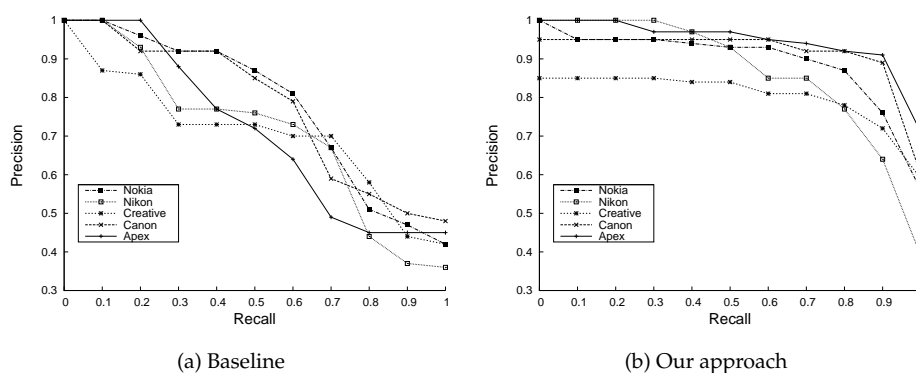 Precision
1
0.9
0.8
0.7
0.6
0.5
0.4
0.3
Nokia
Nikon
Creative
Canon
Apex
0 0.1 0.2 0.3 0.4 0.5 0.6 0.7 0.8 0.9 1
Recall
(a) Baseline
Precision
1
0.9
0.8
0.7
0.6
0.5
0.4
0.3
Nokia
Nikon
Creative
Canon
Apex
0 0.1 0.2 0.3 0.4 0.5 0.6 0.7 0.8 0.9
Recall
(b) Our approach